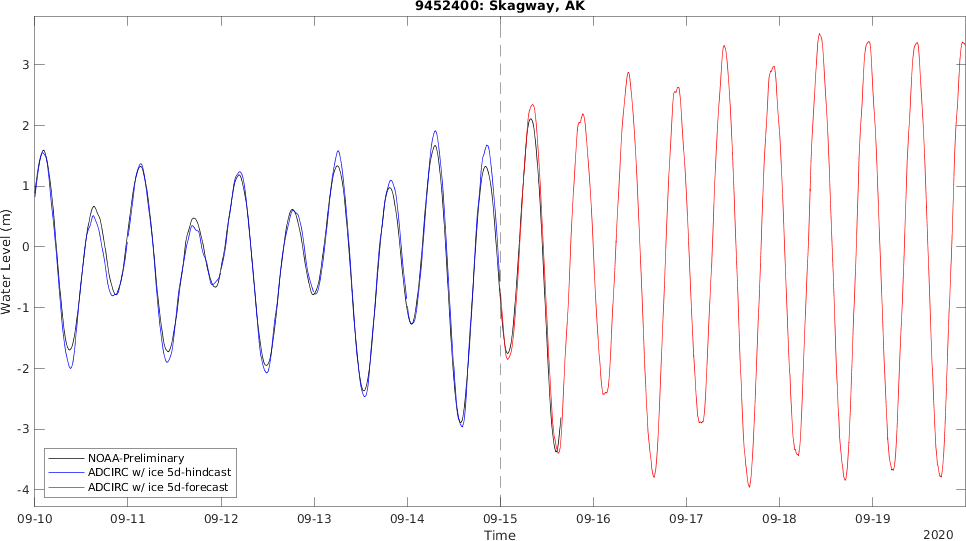 9452400: Skagway, AK
Water Level (m)
3
2
1
0
-1
-2
-3
-4
NOAA-Preliminary
ADCIRC w/ ice 5d-hindcast
ADCIRC w/ ice 5d-forecast
09-10 09-11 09-12 09-13 09-14 09-15 09-16 09-17 09-18 09-19
Time
2020